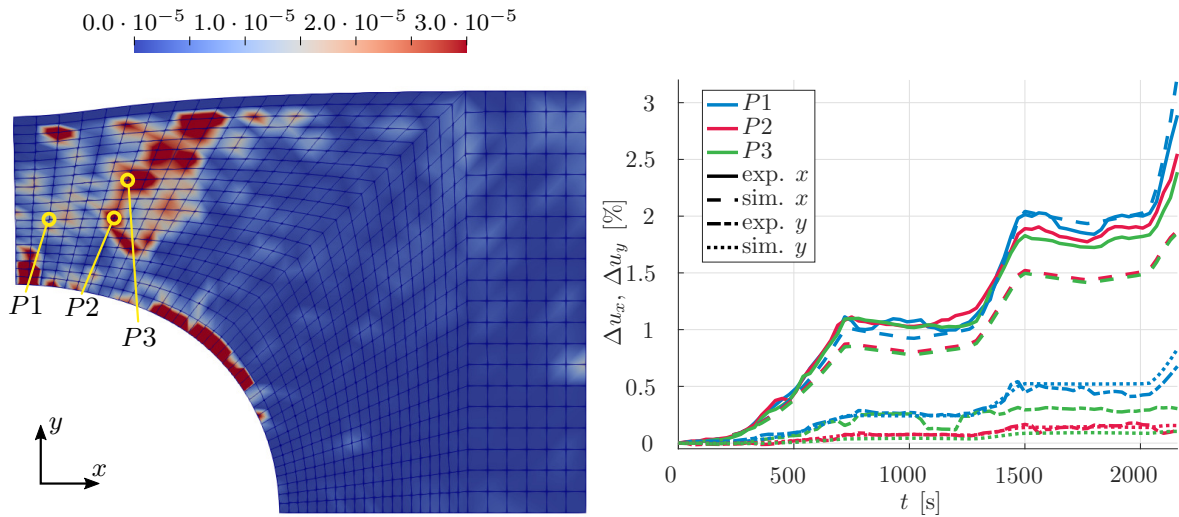 0.0 · 10⁻⁵ 1.0 · 10⁻⁵ 2.0 · 10⁻⁵ 3.0 · 10⁻⁵
P1
P2
P3
y
x
3
2.5
2
1.5
1
0.5
0
Δuₓ, Δu_y [%]
P1
P2
P3
exp. x
sim. x
exp. y
sim. y
0 500 1000 1500 2000
t [s]